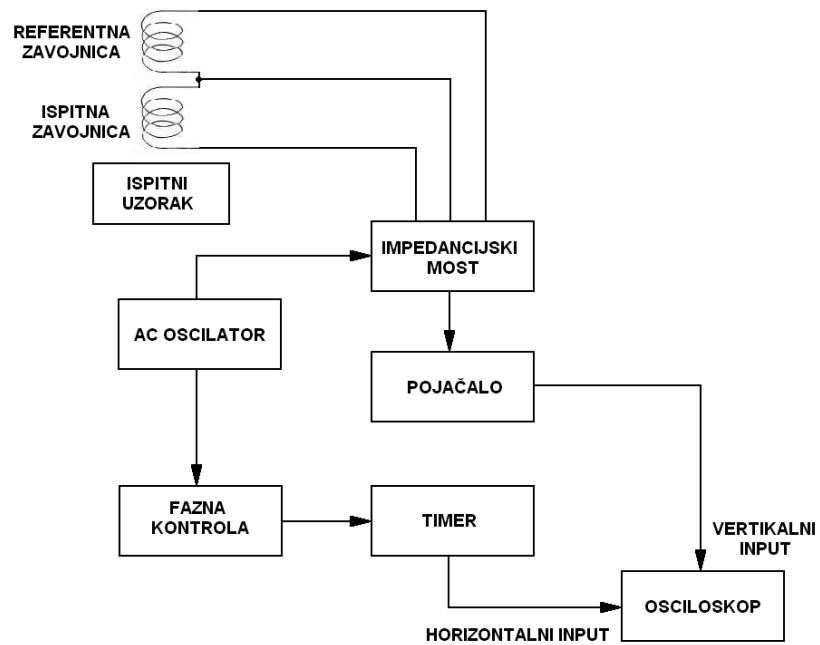 REFERENTNA
ZAVOJNICA
ISPITNA
ZAVOJNICA
ISPITNI
UZORAK
IMPEDANCIJSKI
MOST
AC OSCILATOR
POJAČALO
FAZNA
KONTROLA
TIMER
VERTIKALNI
INPUT
OSCILOSKOP
HORIZONTALNI INPUT